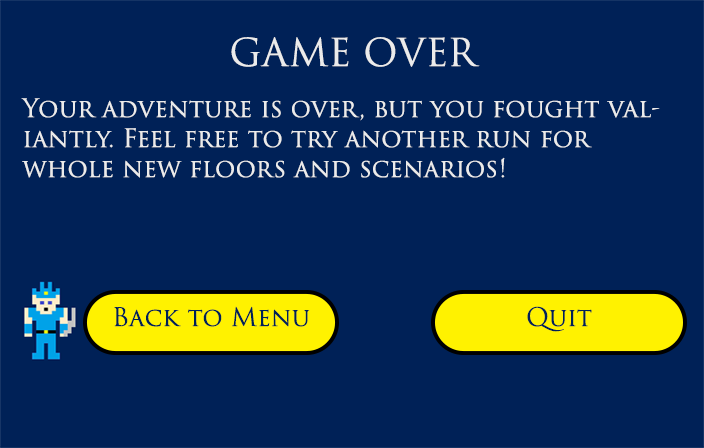 GAME OVER
Your adventure is over, but you fought val-
iantly. Feel free to try another run for
whole new floors and scenarios!
Back to Menu
Quit